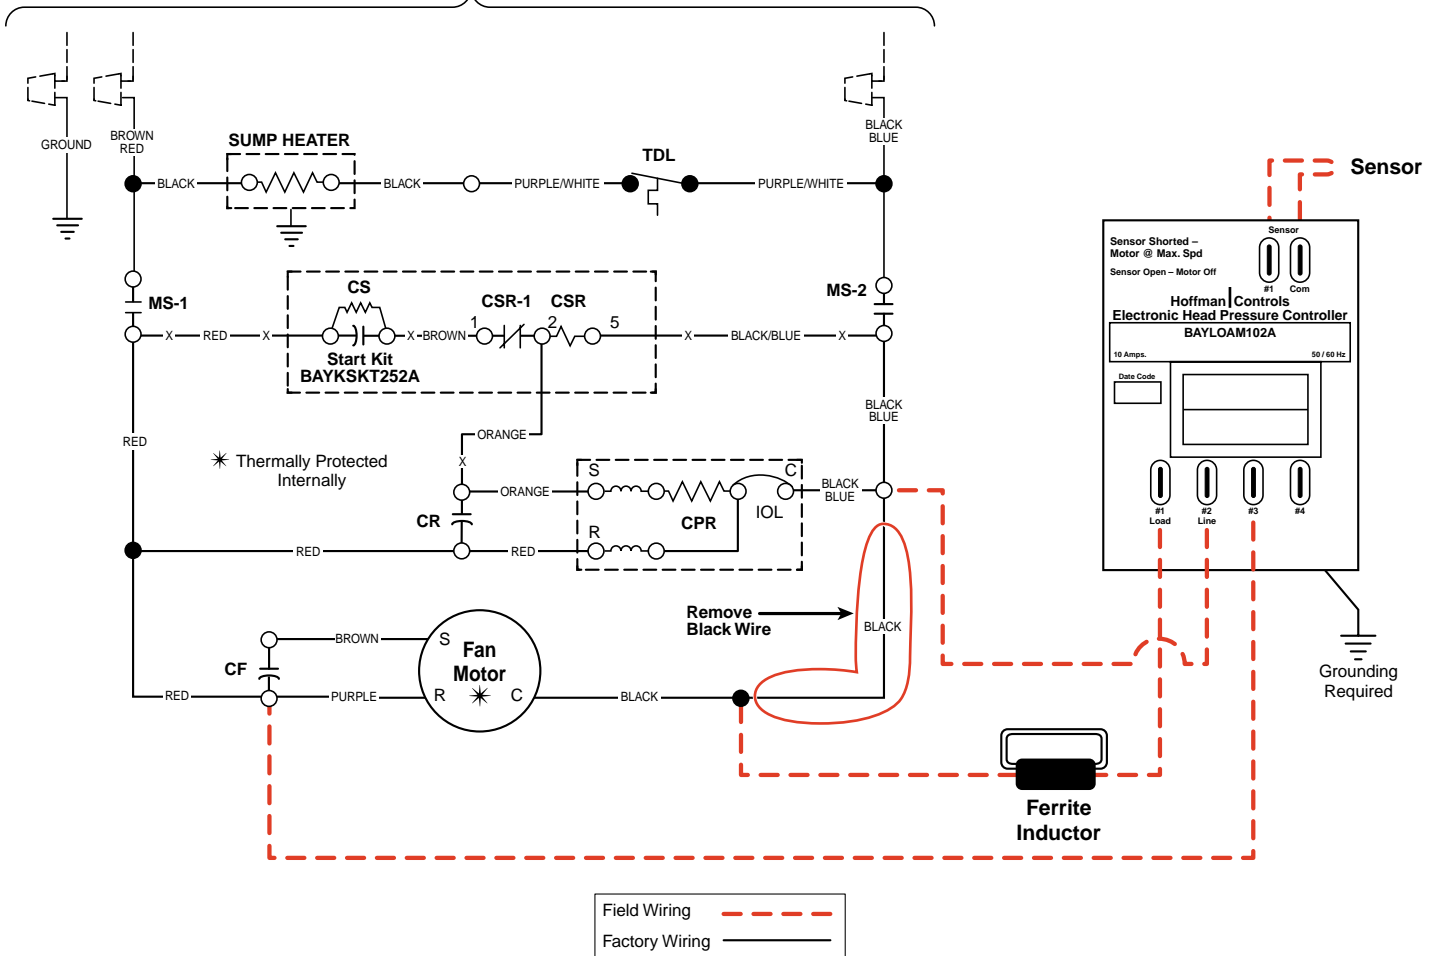 GROUND
BROWN
RED
SUMP HEATER
BLACK
BLACK
PURPLE/WHITE
TDL
PURPLE/WHITE
BLACK
BLUE
Sensor
Sensor
Sensor Shorted –
Motor @ Max. Spd
Sensor Open – Motor Off
#1
Com
Hoffman Controls
Electronic Head Pressure Controller
BAYLOAM102A
10 Amps.
50 / 60 Hz
Date Code
#1
Load
#2
Line
#3
#4
MS-1
CS
CSR-1
CSR
MS-2
X
RED
X
X
BROWN
1
2
5
X
BLACK/BLUE
X
Start Kit
BAYKSKT252A
BLACK
BLUE
RED
ORANGE
X
Thermally Protected
Internally
S
C
ORANGE
BLACK
BLUE
CR
CPR
IOL
R
RED
RED
Remove
Black Wire
BLACK
BROWN
S
Fan
Motor
CF
RED
PURPLE
R
C
BLACK
Grounding
Required
Ferrite
Inductor
Field Wiring
Factory Wiring